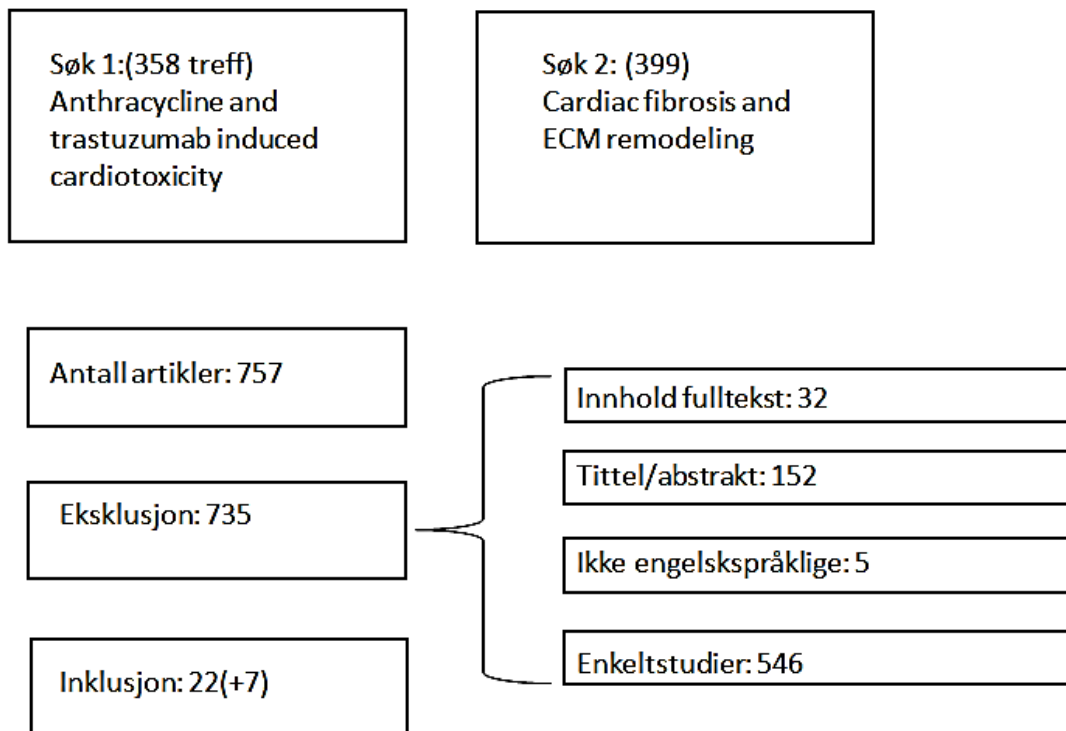 Søk 1:(358 treff)
Anthracycline and
trastuzumab induced
cardiotoxicity
Søk 2: (399)
Cardiac fibrosis and
ECM remodeling
Antall artikler: 757
Eksklusjon: 735
Innhold fulltekst: 32
Tittel/abstrakt: 152
Ikke engelskspråklige: 5
Enkeltstudier: 546
Inklusjon: 22(+7)